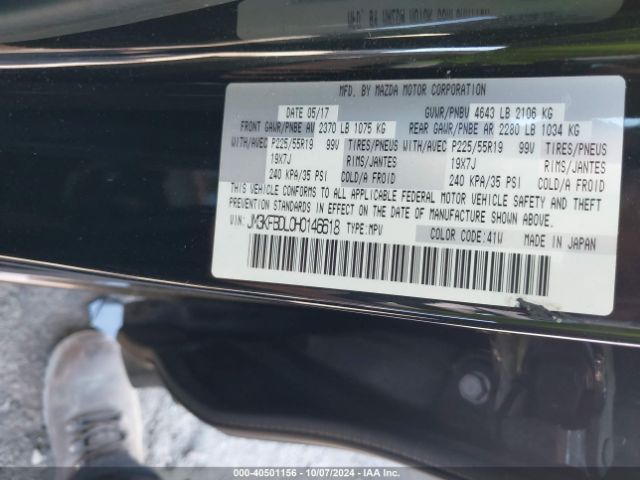 MFD. BY MAZDA MOTOR CORPORATION
DATE 05/17 GVWR/PNBV 4643 LB 2106 KG
FRONT GAWR/PNBE AV 2370 LB 1075 KG REAR GAWR/PNBE AR 2280 LB 1034 KG
WITH/AVEC P225/55R19 99V TIRES/PNEUS WITH/AVEC P225/55R19 99V TIRES/PNEUS
19X7J RIMS/JANTES 19X7J RIMS/JANTES
240 KPA/35 PSI COLD/A FROID 240 KPA/35 PSI COLD/A FROID
THIS VEHICLE CONFORMS TO ALL APPLICABLE FEDERAL MOTOR VEHICLE SAFETY AND THEFT
PREVENTION STANDARDS IN EFFECT ON THE DATE OF MANUFACTURE SHOWN ABOVE.
VIN: JM3KFBDL0H0146618 TYPE:MPV COLOR CODE:41W MADE IN JAPAN
000-40501156 - 10/07/2024 - IAA Inc.